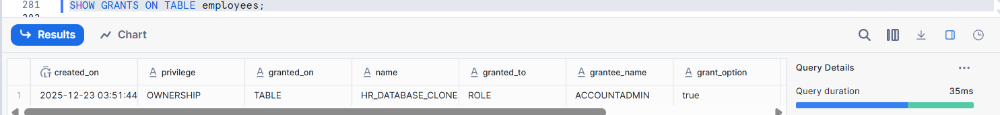 281 SHOW GRANTS ON TABLE employees;
Results Chart
created_on privilege granted_on name granted_to grantee_name grant_option
1 2025-12-23 03:51:44 OWNERSHIP TABLE HR_DATABASE_CLONE ROLE ACCOUNTADMIN true
Query Details
Query duration 35ms